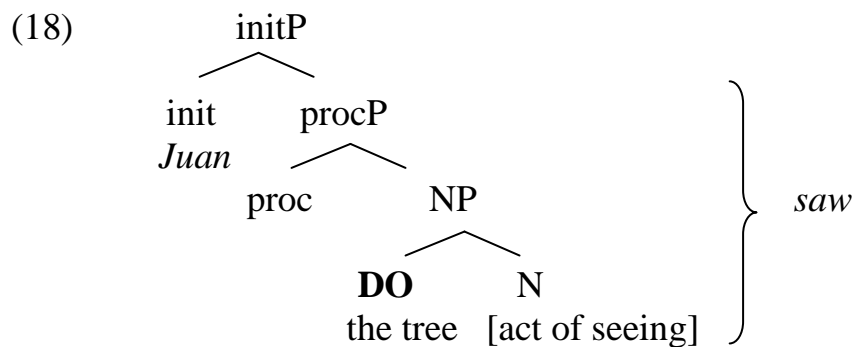 (18) initP
init procP
Juan
proc NP saw
DO N
the tree [act of seeing]